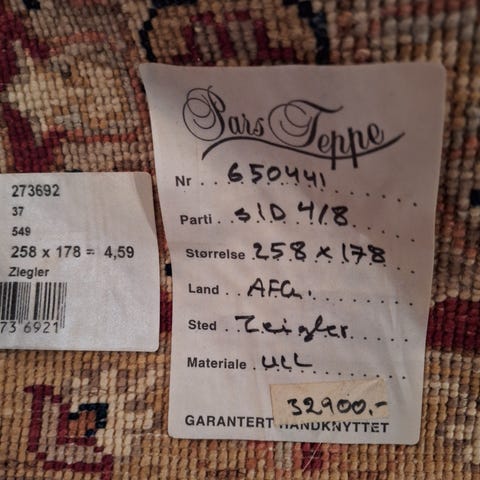 273692
37
549
258 x 178 = 4,59
Ziegler
73 6921
Pars Teppe
Nr . . 650441
Parti . SID 418
Størrelse 258 x 178
Land . . AFG.
Sted . Zeigler
Materiale . ULL
32900.-
GARANTERT HANDKNYTTET